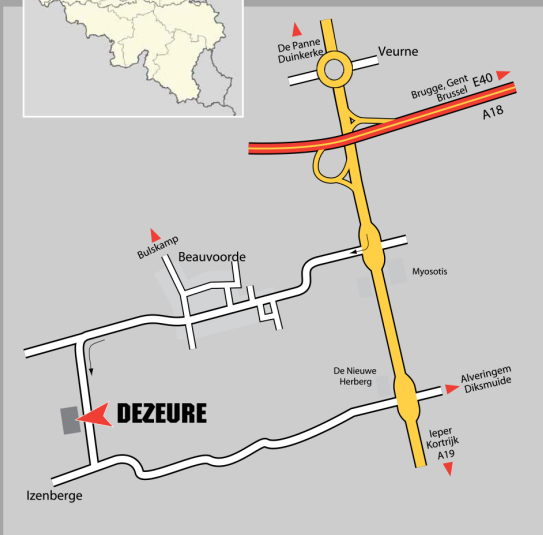 De Panne
Duinkerke
Veurne
Brugge, Gent
Brussel
E40
A18
Bulskamp
Beauvoorde
Myosotis
De Nieuwe
Herberg
Alveringem
Diksmuide
DEZEURE
Ieper
Kortrijk
A19
Izenberge